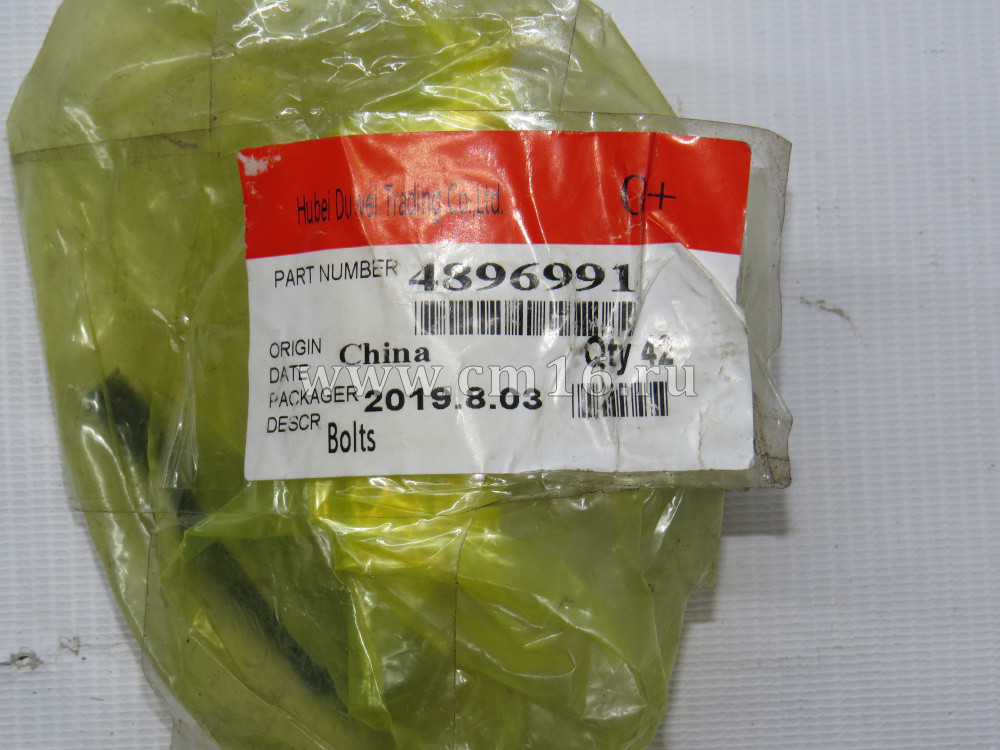 Hubei Du wei Trading Co.,Ltd.
Q+
PART NUMBER 4896991
ORIGIN China
Qty 42
DATE
www.cm16.ru
PACKAGER 2019.8.03
DESCR Bolts